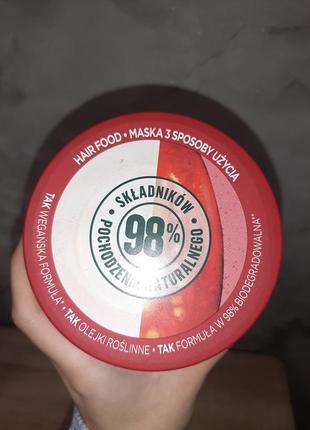 HAIR FOOD • MASKA 3 SPOSOBY UŻYCIA
SKŁADNIKÓW
98%
POCHODZENIA NATURALNEGO
TAK WEGAŃSKA FORMUŁA* • TAK OLEJKI ROŚLINNE • TAK FORMUŁA W 98% BIODEGRADOWALNA**